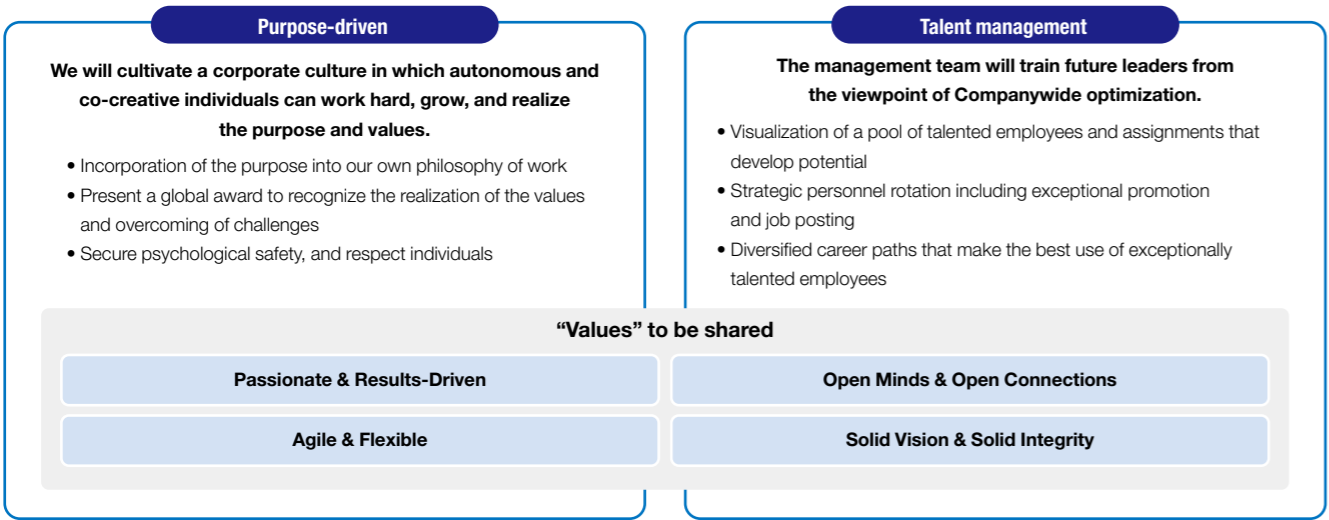 Purpose-driven
We will cultivate a corporate culture in which autonomous and
co-creative individuals can work hard, grow, and realize
the purpose and values.
• Incorporation of the purpose into our own philosophy of work
• Present a global award to recognize the realization of the values
and overcoming of challenges
• Secure psychological safety, and respect individuals
Talent management
The management team will train future leaders from
the viewpoint of Companywide optimization.
• Visualization of a pool of talented employees and assignments that
develop potential
• Strategic personnel rotation including exceptional promotion
and job posting
• Diversified career paths that make the best use of exceptionally
talented employees
“Values” to be shared
Passionate & Results-Driven
Open Minds & Open Connections
Agile & Flexible
Solid Vision & Solid Integrity